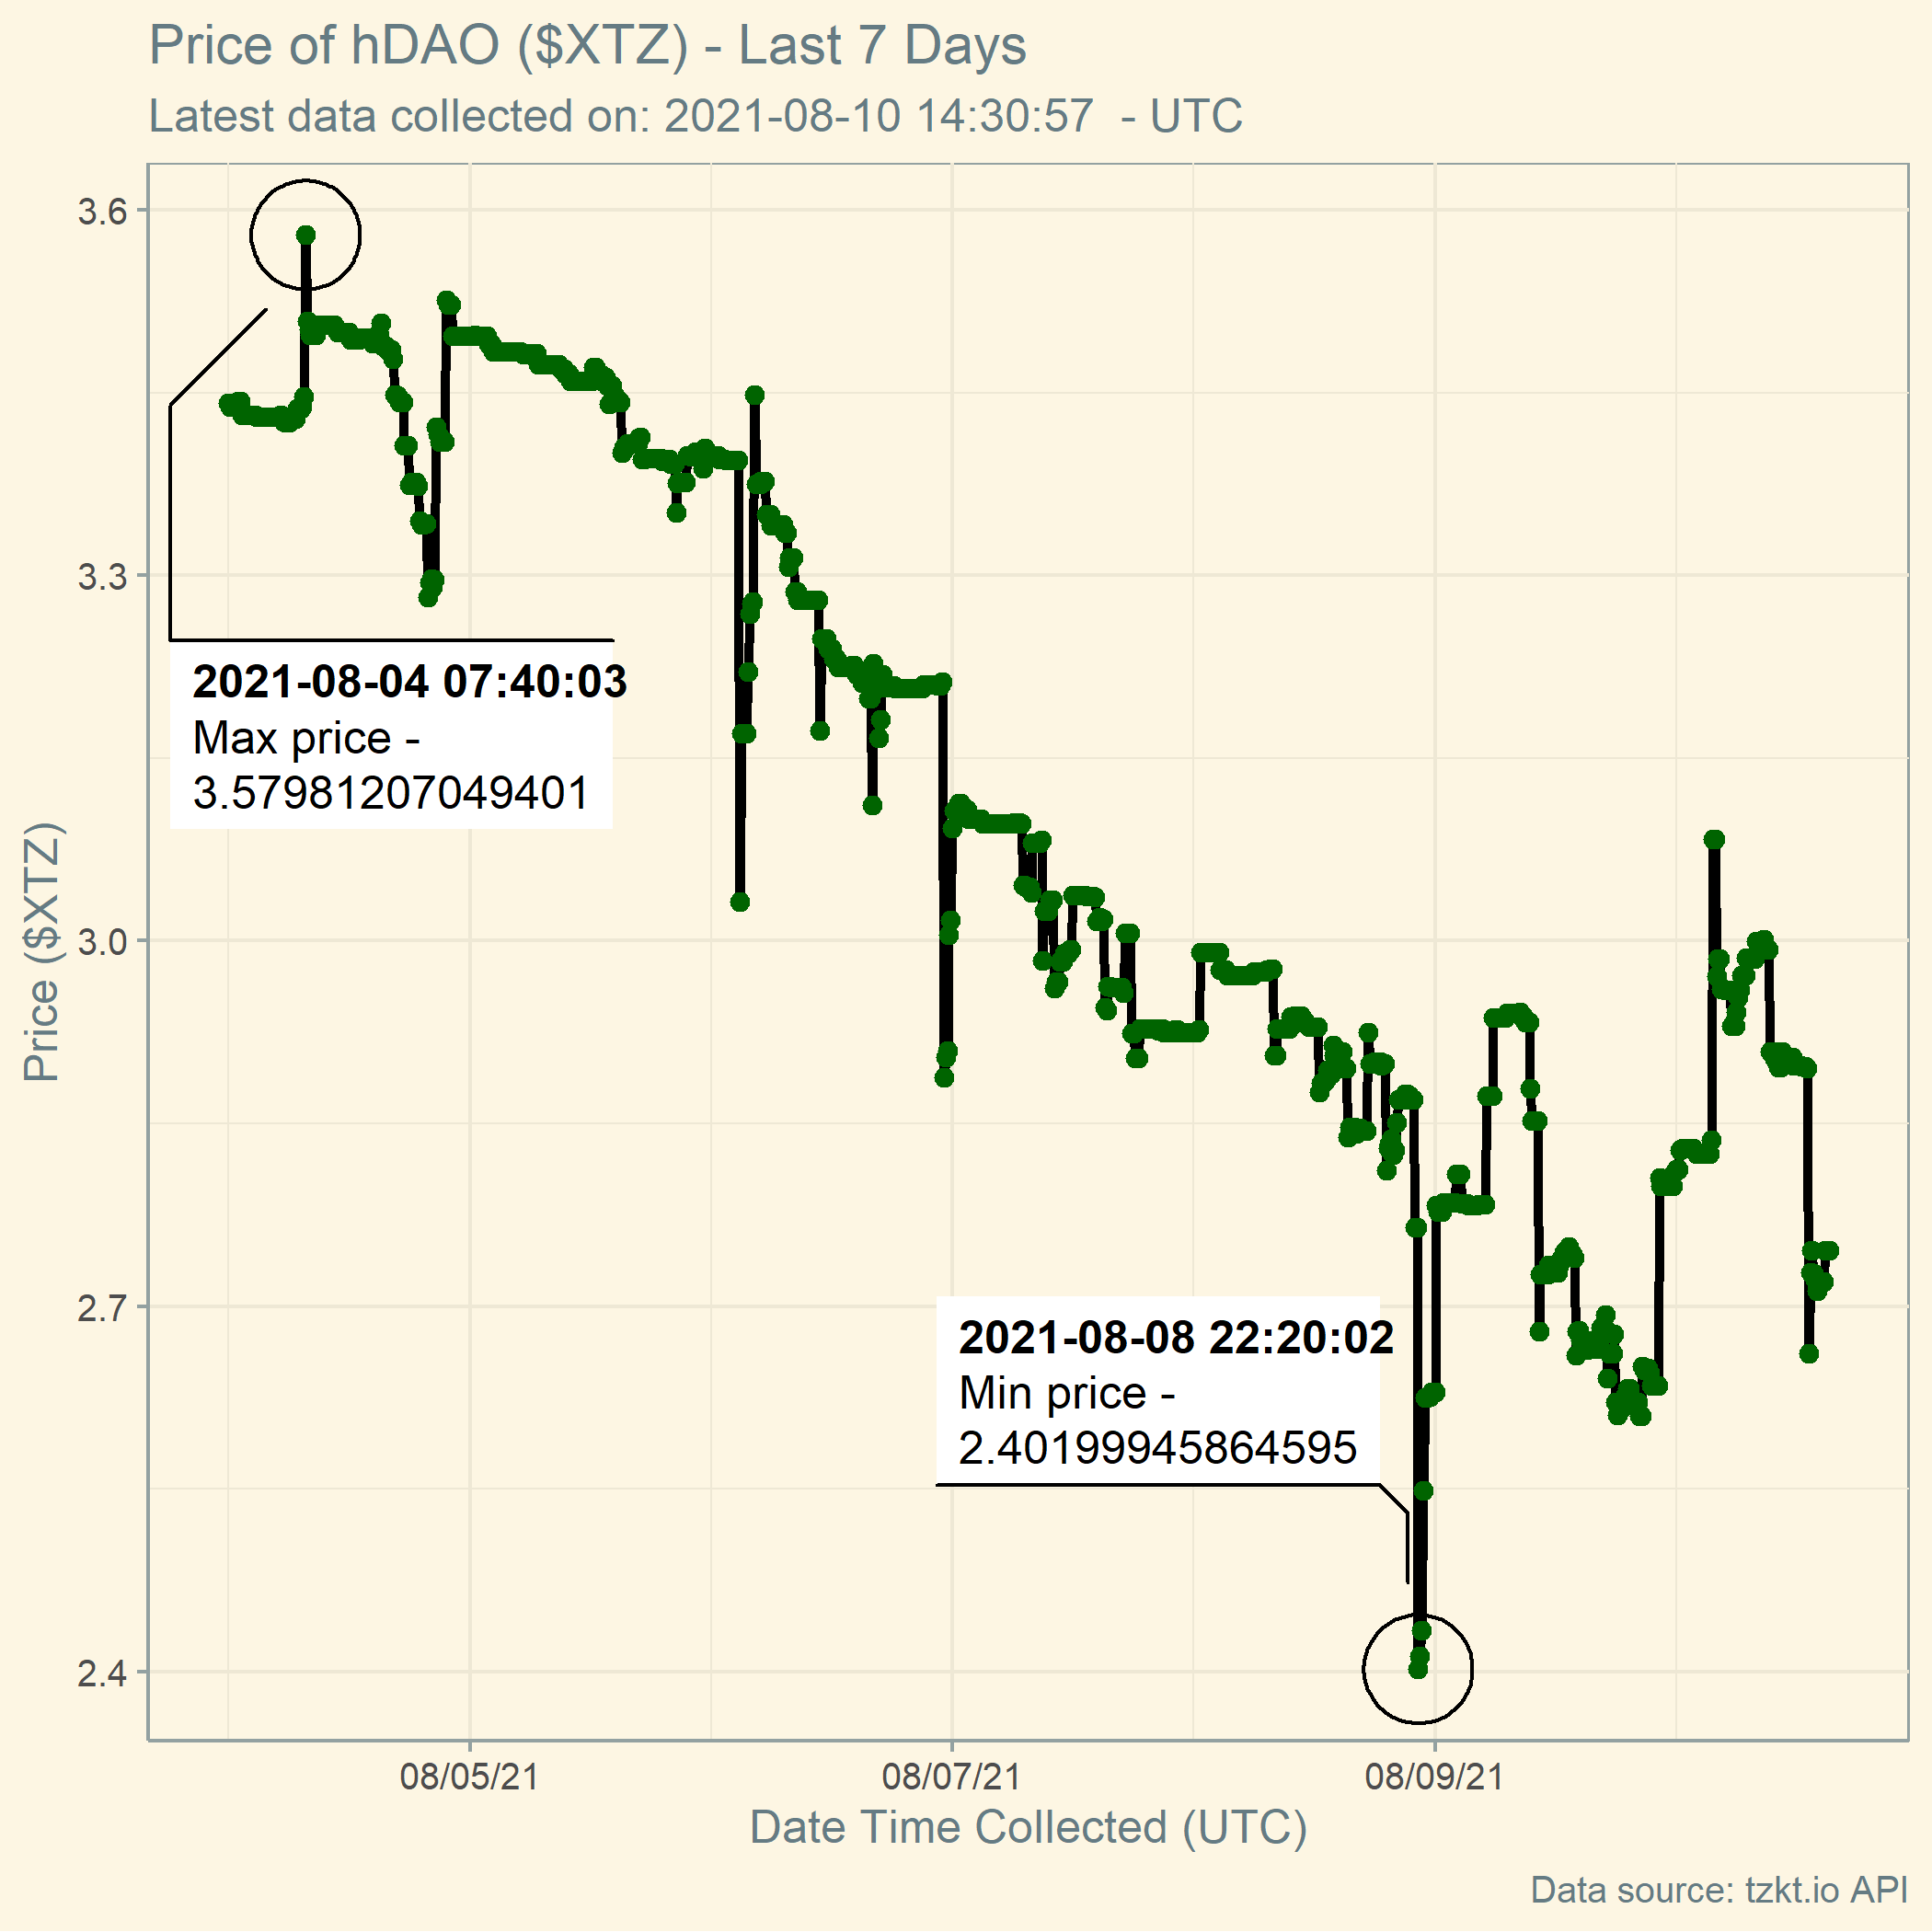 Price of hDAO ($XTZ) - Last 7 Days
Latest data collected on: 2021-08-10 14:30:57  - UTC
Price ($XTZ)
3.6
3.3
3.0
2.7
2.4
2021-08-04 07:40:03
Max price -
3.57981207049401
2021-08-08 22:20:02
Min price -
2.40199945864595
08/05/21
08/07/21
08/09/21
Date Time Collected (UTC)
Data source: tzkt.io API